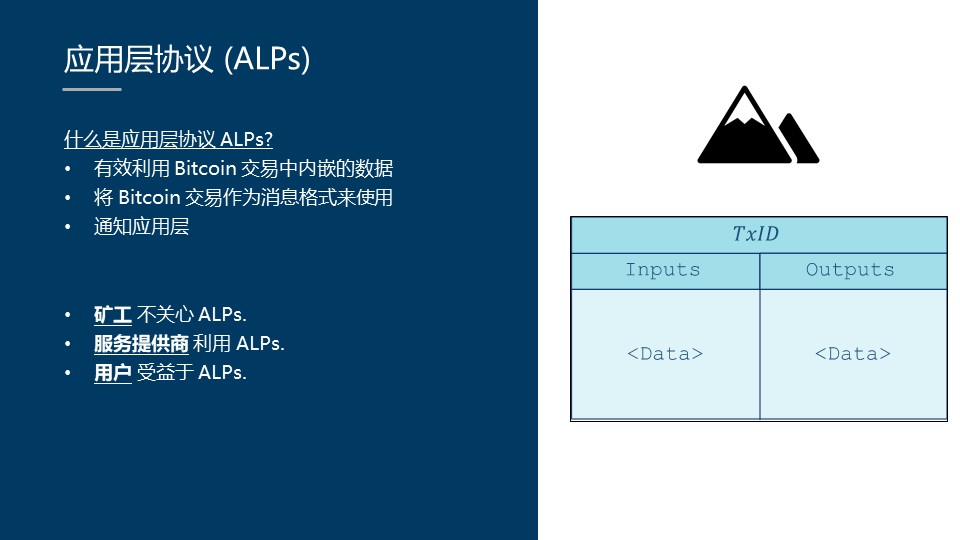 应用层协议 (ALPs)
什么是应用层协议 ALPs?
• 有效利用 Bitcoin 交易中内嵌的数据
• 将 Bitcoin 交易作为消息格式来使用
• 通知应用层
• 矿工 不关心 ALPs.
• 服务提供商 利用 ALPs.
• 用户 受益于 ALPs.
TxID
Inputs Outputs
<Data> <Data>